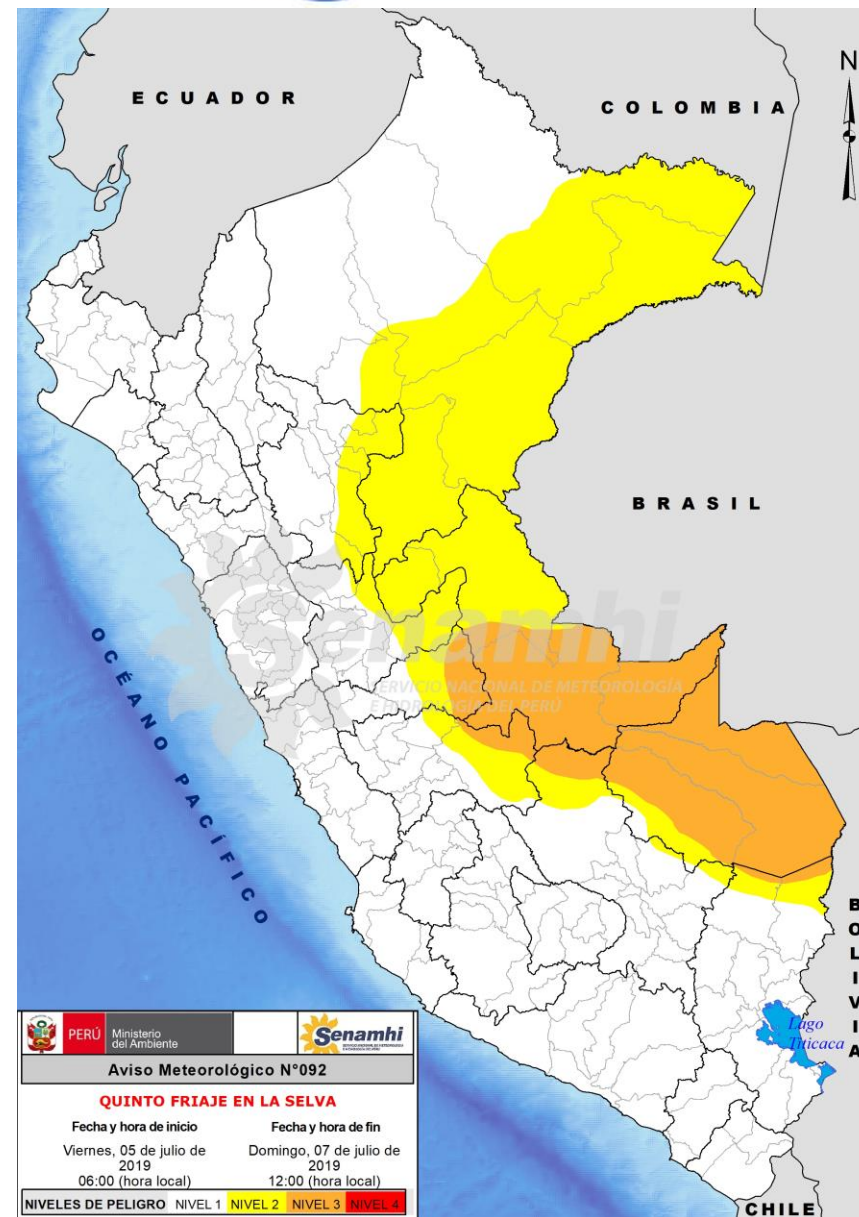 ECUADOR
COLOMBIA
N
BRASIL
Senamhi
SERVICIO NACIONAL DE METEOROLOGÍA
E HIDROLOGÍA DEL PERÚ
OCÉANO PACÍFICO
BOLIVIA
Lago
Titicaca
CHILE
PERÚ
Ministerio
del Ambiente
Senamhi
Aviso Meteorológico N°092
QUINTO FRIAJE EN LA SELVA
Fecha y hora de inicio
Viernes, 05 de julio de
2019
06:00 (hora local)
Fecha y hora de fin
Domingo, 07 de julio de
2019
12:00 (hora local)
NIVELES DE PELIGRO NIVEL 1 NIVEL 2 NIVEL 3 NIVEL 4